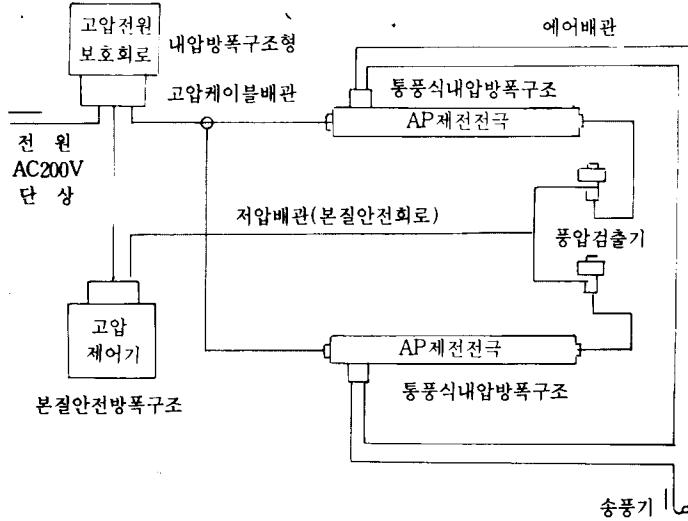 고압전원
보호회로
내압방폭구조형
에어배관
고압케이블배관
통풍식내압방폭구조
AP제전전극
전 원
AC200V
단 상
저압배관(본질안전회로)
풍압검출기
고압
제어기
AP제전전극
본질안전방폭구조
통풍식내압방폭구조
송풍기